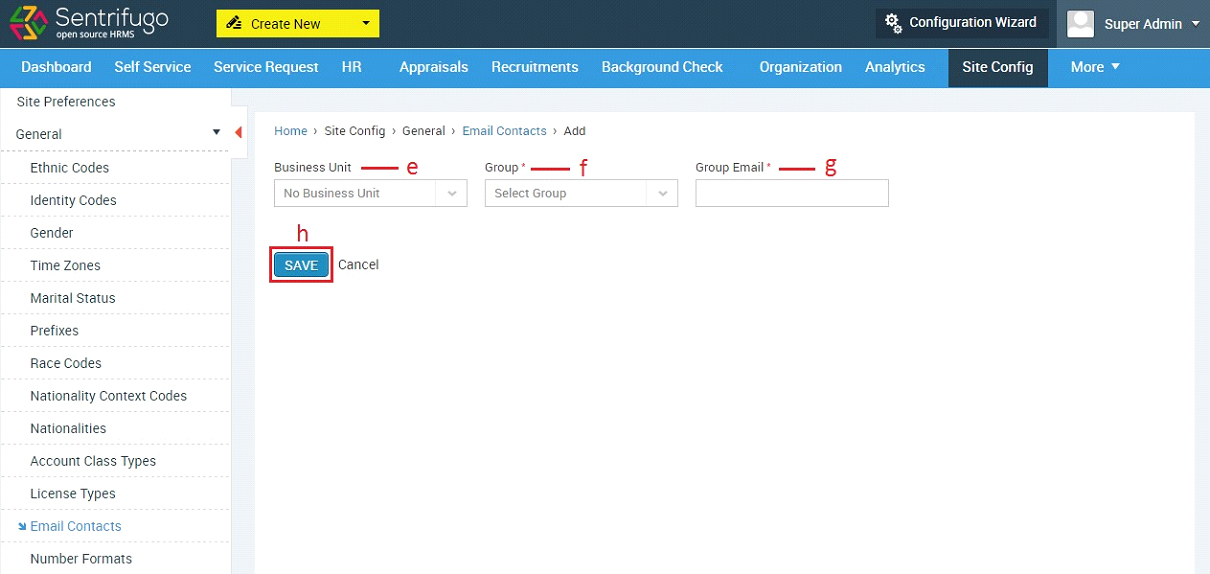 Sentrifugo
open source HRMS
Create New
Configuration Wizard
Super Admin
Dashboard Self Service Service Request HR Appraisals Recruitments Background Check Organization Analytics Site Config More
Site Preferences
General
Ethnic Codes
Identity Codes
Gender
Time Zones
Marital Status
Prefixes
Race Codes
Nationality Context Codes
Nationalities
Account Class Types
License Types
Email Contacts
Number Formats
Home › Site Config › General › Email Contacts › Add
Business Unit e Group * f Group Email * g
No Business Unit Select Group
h
SAVE Cancel